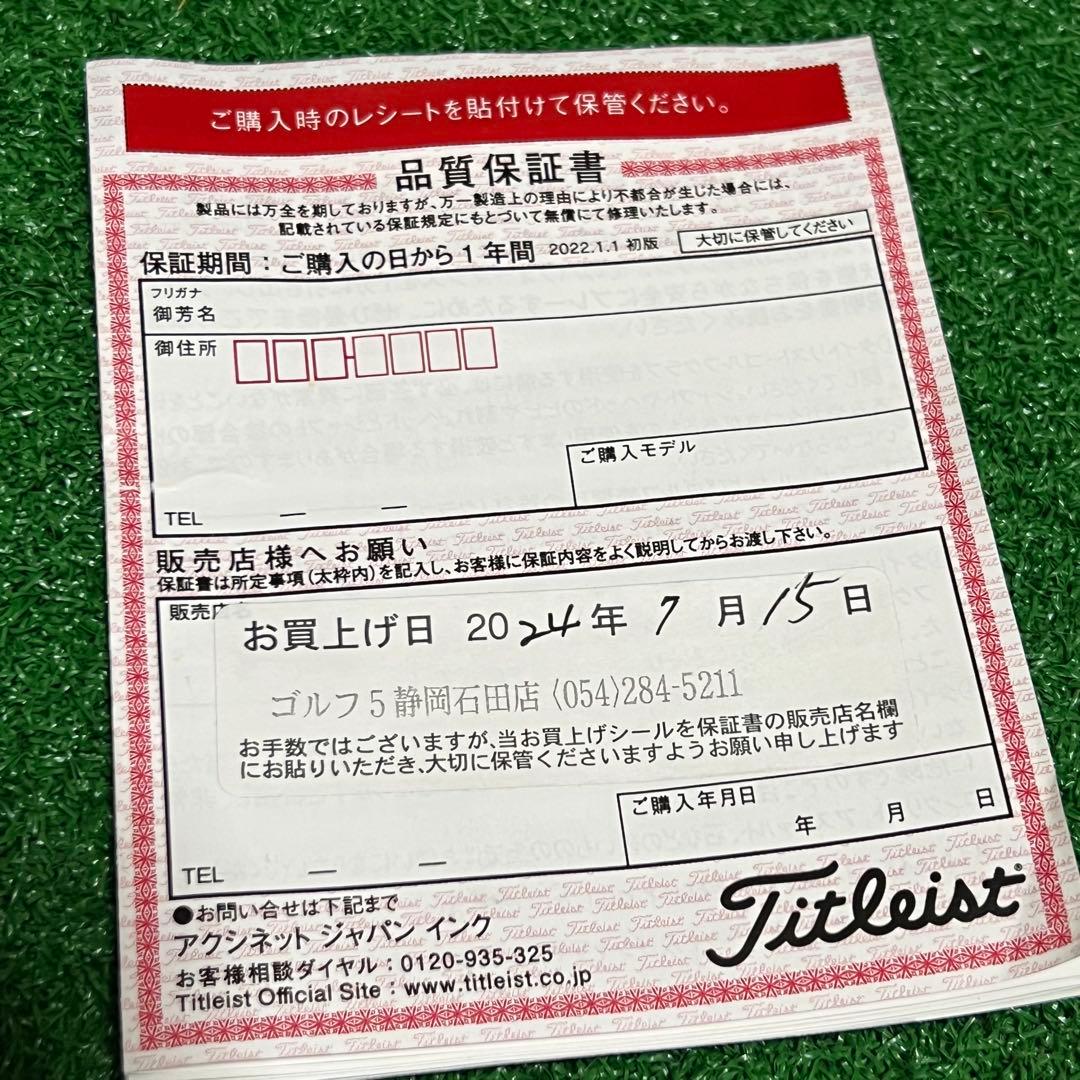 ご購入時のレシートを貼付けて保管ください。
品質保証書
製品には万全を期しておりますが、万一製造上の理由により不都合が生じた場合には、
記載されている保証規定にもとづいて無償にて修理いたします。
保証期間：ご購入の日から1年間 2022.1.1 初版 大切に保管してください
フリガナ
御芳名
御住所
ご購入モデル
TEL — —
販売店様へお願い
保証書は所定事項（太枠内）を記入し、お客様に保証内容をよく説明してからお渡し下さい。
販売店
お買上げ日 2024年 7 月 15 日
ゴルフ5静岡石田店〈054〉284-5211
お手数ではございますが、当お買上げシールを保証書の販売店名欄
にお貼りいただき、大切に保管くださいますようお願い申し上げます
ご購入年月日
年 月 日
TEL — —
●お問い合せは下記まで
アクシネット ジャパン インク
お客様相談ダイヤル：0120-935-325
Titleist Official Site：www.titleist.co.jp
Titleist